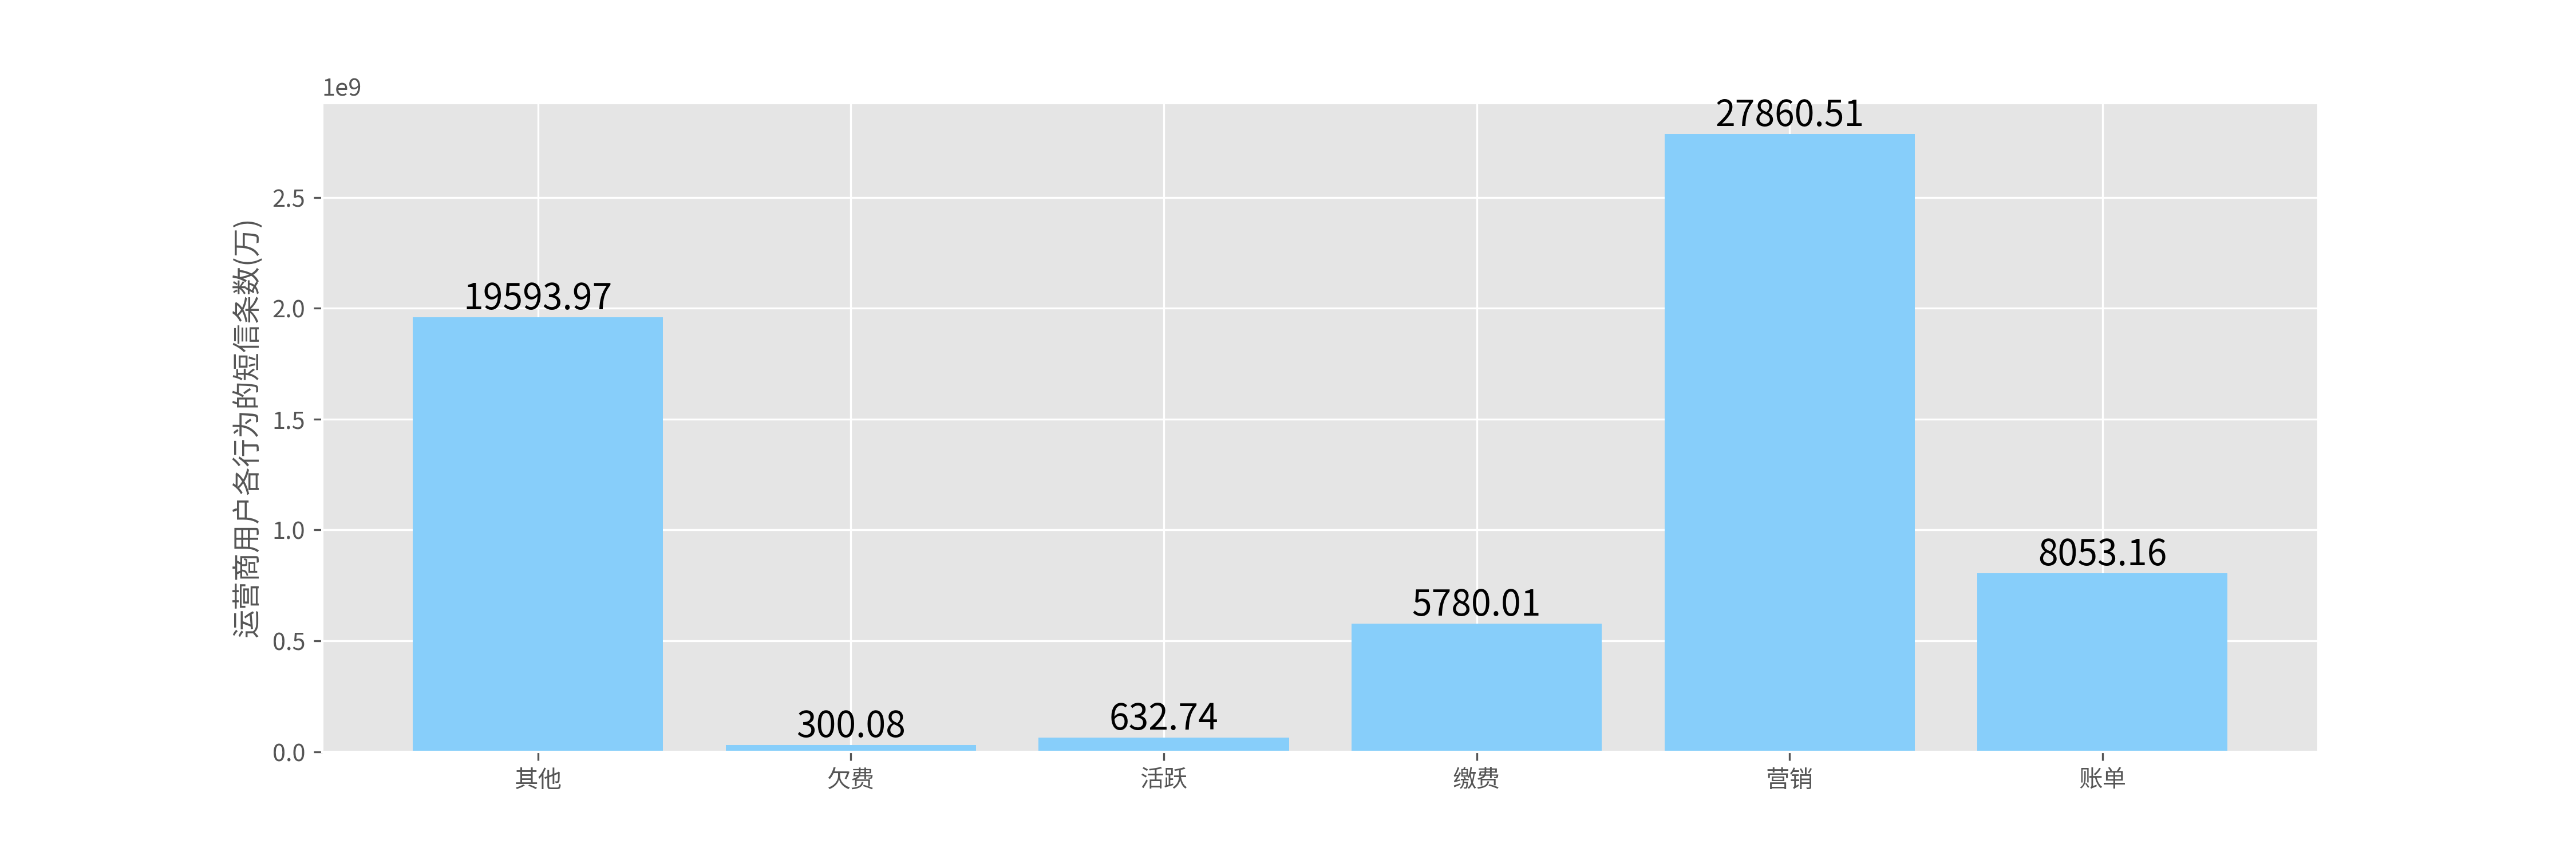 1e9
运营商用户各行为的短信条数(万)
2.5
2.0
1.5
1.0
0.5
0.0
19593.97
300.08
632.74
5780.01
27860.51
8053.16
其他
欠费
活跃
缴费
营销
账单